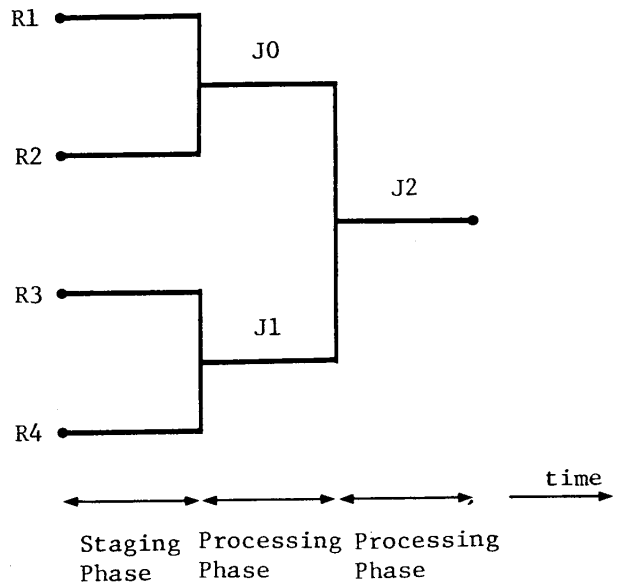 R1
J0
R2
J2
R3
J1
R4
time
Staging Processing Processing
Phase Phase Phase